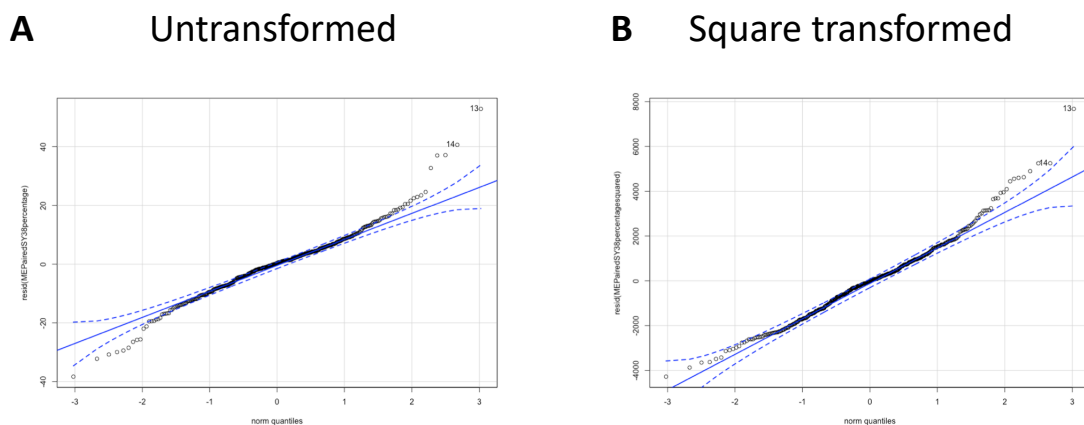 A Untransformed
resid(MEPairedSY38percentage)
40
20
0
-20
-40
13
14
-3 -2 -1 0 1 2 3
norm quantiles
B Square transformed
resid(MEPairedSY38percentagesquared)
8000
6000
4000
2000
0
-2000
-4000
13
14
-3 -2 -1 0 1 2 3
norm quantiles